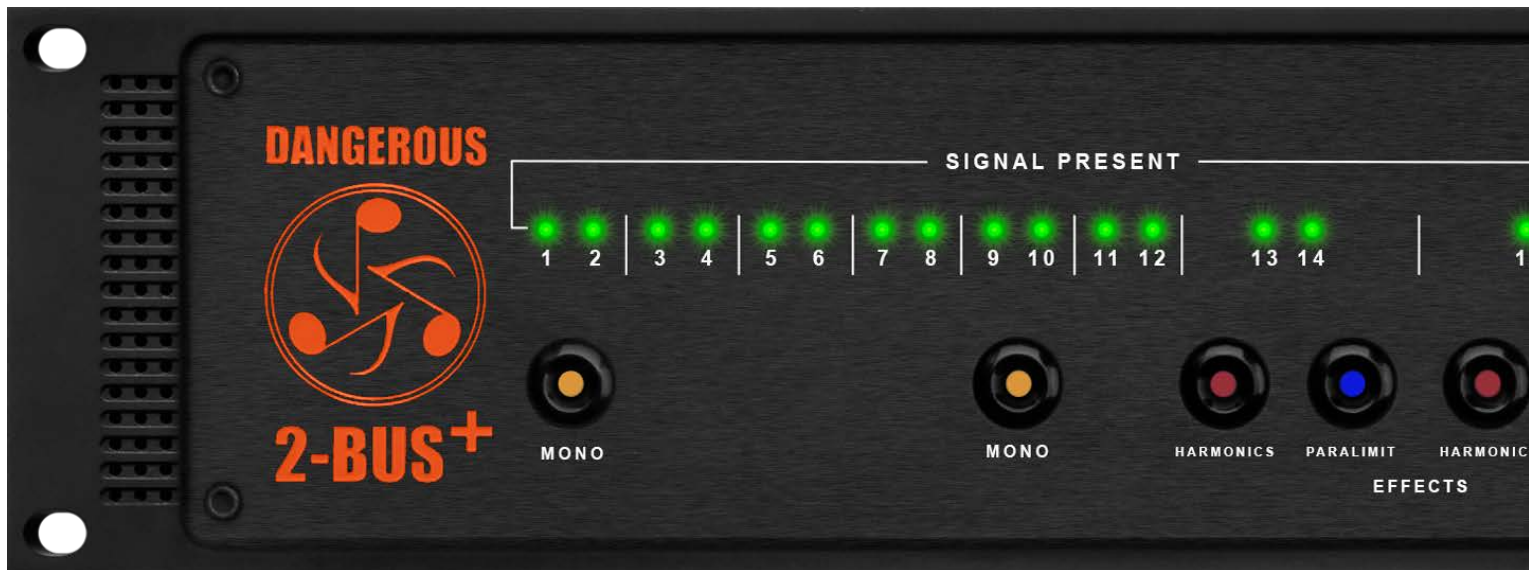 DANGEROUS
2-BUS+
SIGNAL PRESENT
1 2 3 4 5 6 7 8 9 10 11 12 13 14
MONO
MONO
HARMONICS PARALIMIT
EFFECTS